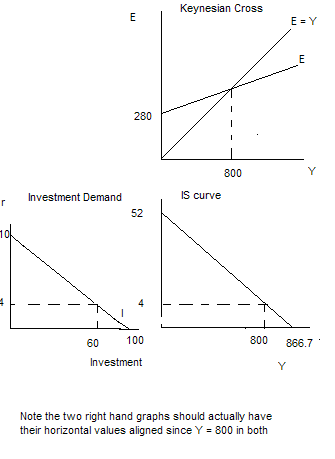 Keynesian Cross
E
E = Y
E
280
800
Y
r
Investment Demand
IS curve
10
52
4
I
4
60
100
800
866.7
Investment
Y
Note the two right hand graphs should actually have
their horizontal values aligned since Y = 800 in both